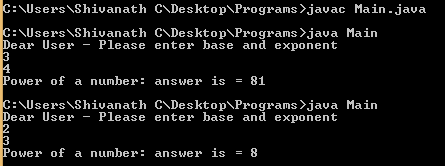 C:\Users\Shivanath C\Desktop\Programs>javac Main.java
C:\Users\Shivanath C\Desktop\Programs>java Main
Dear User - Please enter base and exponent
3
4
Power of a number: answer is = 81
C:\Users\Shivanath C\Desktop\Programs>java Main
Dear User - Please enter base and exponent
2
3
Power of a number: answer is = 8